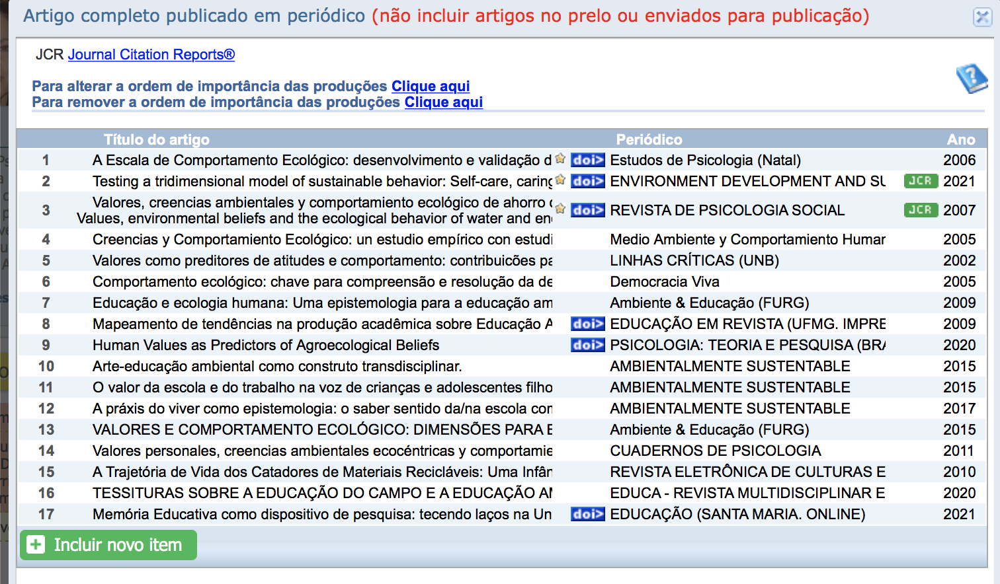 Artigo completo publicado em periódico (não incluir artigos no prelo ou enviados para publicação)
JCR Journal Citation Reports®
Para alterar a ordem de importância das produções Clique aqui
Para remover a ordem de importância das produções Clique aqui
Título do artigo Periódico Ano
1 A Escala de Comportamento Ecológico: desenvolvimento e validação d doi> Estudos de Psicologia (Natal) 2006
2 Testing a tridimensional model of sustainable behavior: Self-care, caring doi> ENVIRONMENT DEVELOPMENT AND SU JCR 2021
3 Valores, creencias ambientales y comportamiento ecológico de ahorro d
Values, environmental beliefs and the ecological behavior of water and ene doi> REVISTA DE PSICOLOGIA SOCIAL JCR 2007
4 Creencias y Comportamiento Ecológico: un estudio empírico con estudi Medio Ambiente y Comportamiento Humar 2005
5 Valores como preditores de atitudes e comportamento: contribuicões pa LINHAS CRÍTICAS (UNB) 2002
6 Comportamento ecológico: chave para compreensão e resolução da de Democracia Viva 2005
7 Educação e ecologia humana: Uma epistemologia para a educação am Ambiente & Educação (FURG) 2009
8 Mapeamento de tendências na produção acadêmica sobre Educação A doi> EDUCAÇÃO EM REVISTA (UFMG. IMPRE 2009
9 Human Values as Predictors of Agroecological Beliefs doi> PSICOLOGIA: TEORIA E PESQUISA (BRA 2020
10 Arte-educação ambiental como construto transdisciplinar. AMBIENTALMENTE SUSTENTABLE 2015
11 O valor da escola e do trabalho na voz de crianças e adolescentes filho AMBIENTALMENTE SUSTENTABLE 2015
12 A práxis do viver como epistemologia: o saber sentido da/na escola con AMBIENTALMENTE SUSTENTABLE 2017
13 VALORES E COMPORTAMENTO ECOLÓGICO: DIMENSÕES PARA E Ambiente & Educação (FURG) 2015
14 Valores personales, creencias ambientales ecocéntricas y comportamie CUADERNOS DE PSICOLOGIA 2011
15 A Trajetória de Vida dos Catadores de Materiais Recicláveis: Uma Infân REVISTA ELETRÔNICA DE CULTURAS E 2010
16 TESSITURAS SOBRE A EDUCAÇÃO DO CAMPO E A EDUCAÇÃO AM EDUCA - REVISTA MULTIDISCIPLINAR E 2020
17 Memória Educativa como dispositivo de pesquisa: tecendo laços na Un doi> EDUCAÇÃO (SANTA MARIA. ONLINE) 2021
Incluir novo item